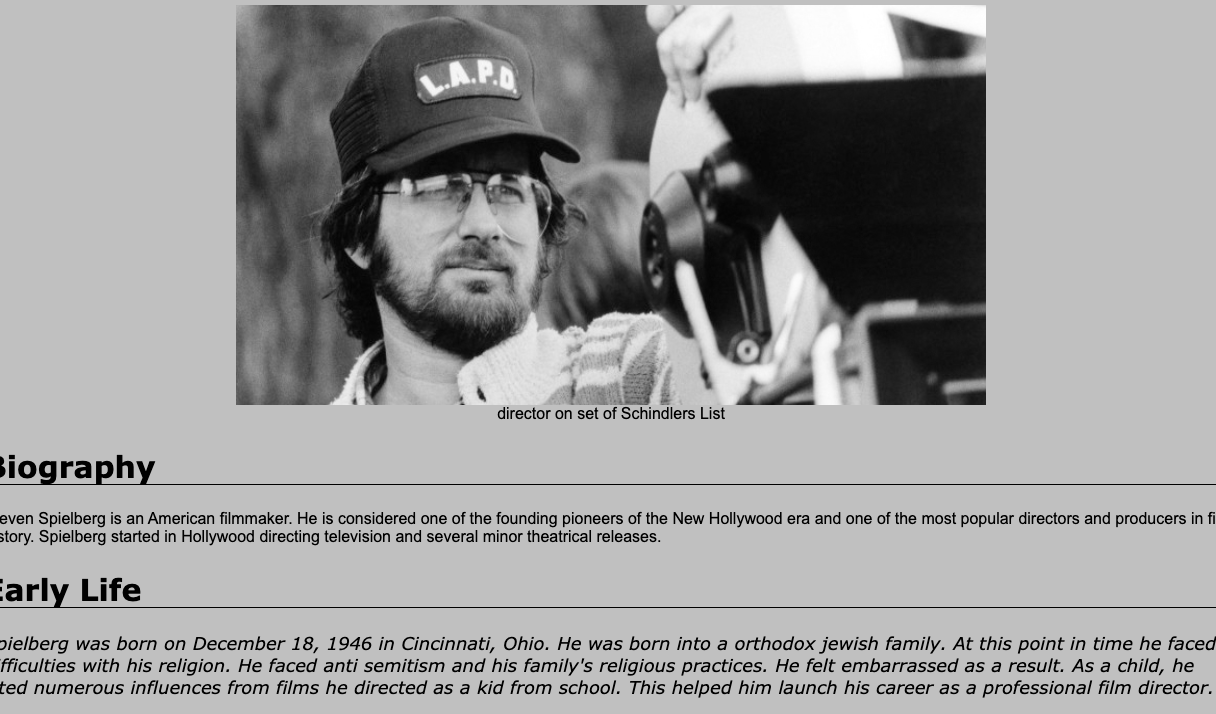 L.A.P.D.
director on set of Schindlers List
Biography
even Spielberg is an American filmmaker. He is considered one of the founding pioneers of the New Hollywood era and one of the most popular directors and producers in fi
story. Spielberg started in Hollywood directing television and several minor theatrical releases.
Early Life
pielberg was born on December 18, 1946 in Cincinnati, Ohio. He was born into a orthodox jewish family. At this point in time he faced
fficulties with his religion. He faced anti semitism and his family's religious practices. He felt embarrassed as a result. As a child, he
ted numerous influences from films he directed as a kid from school. This helped him launch his career as a professional film director.